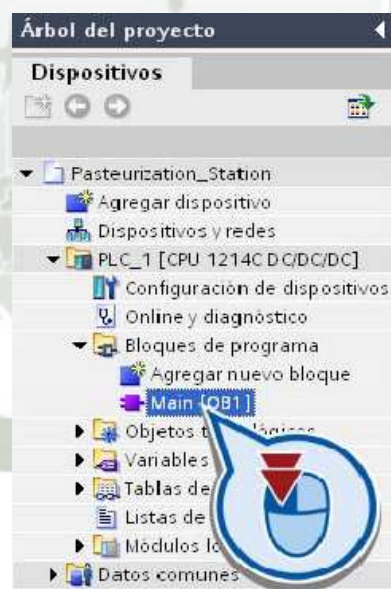 Árbol del proyecto
Dispositivos
Pasteurization_Station
Agregar dispositivo
Dispositivos y redes
PLC_1 [CPU 1214C DC/DC/DC]
Configuración de dispositivos
Online y diagnóstico
Bloques de programa
Agregar nuevo bloque
Main [OB1]
Objetos
Variables
Tablas de
Listas de
Módulos
Datos comunes